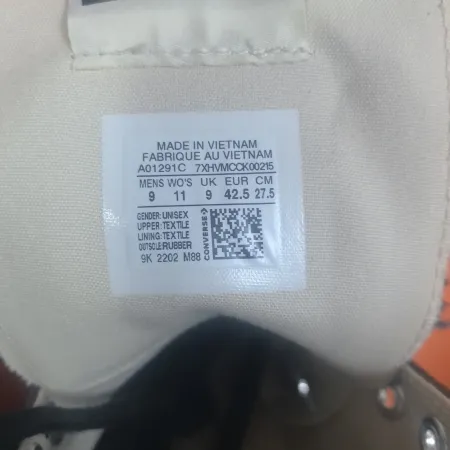 MADE IN VIETNAM
FABRIQUE AU VIETNAM
A01291C 7XHVMCCK00215
MENS WO'S UK EUR CM
9 11 9 42.5 27.5
GENDER: UNISEX
UPPER: TEXTILE
LINING: TEXTILE
OUTSOLE: RUBBER
CONVERSE
9K 2202 M88